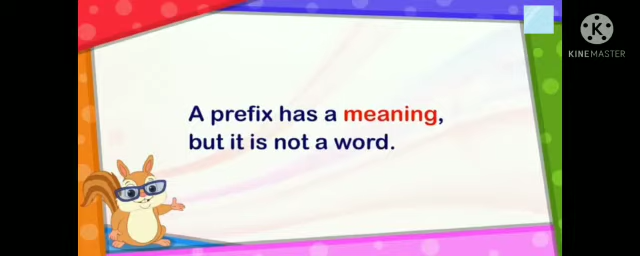 A prefix has a meaning,
but it is not a word.
K
KINEMASTER